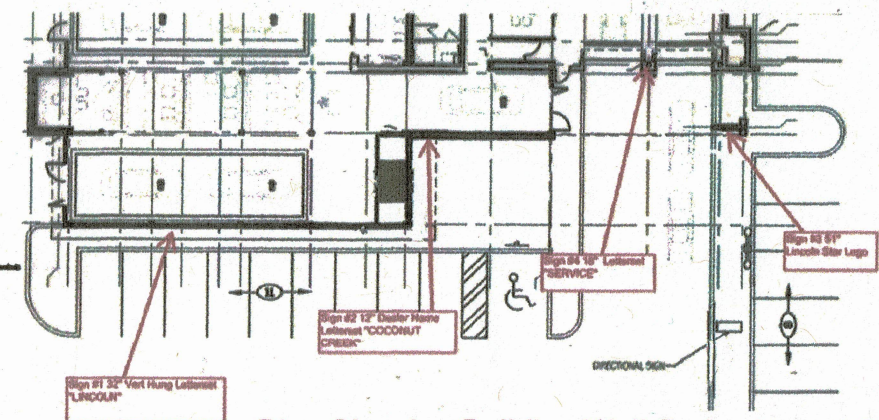 Sign #3 51"
Lincoln Star Logo
Sign #4 18" Letterset
"SERVICE"
Sign #2 12" Dealer Name
Letterset "COCONUT
CREEK"
DIRECTIONAL SIGN
Sign #1 32" Vert Hung Letterset
"LINCOLN"